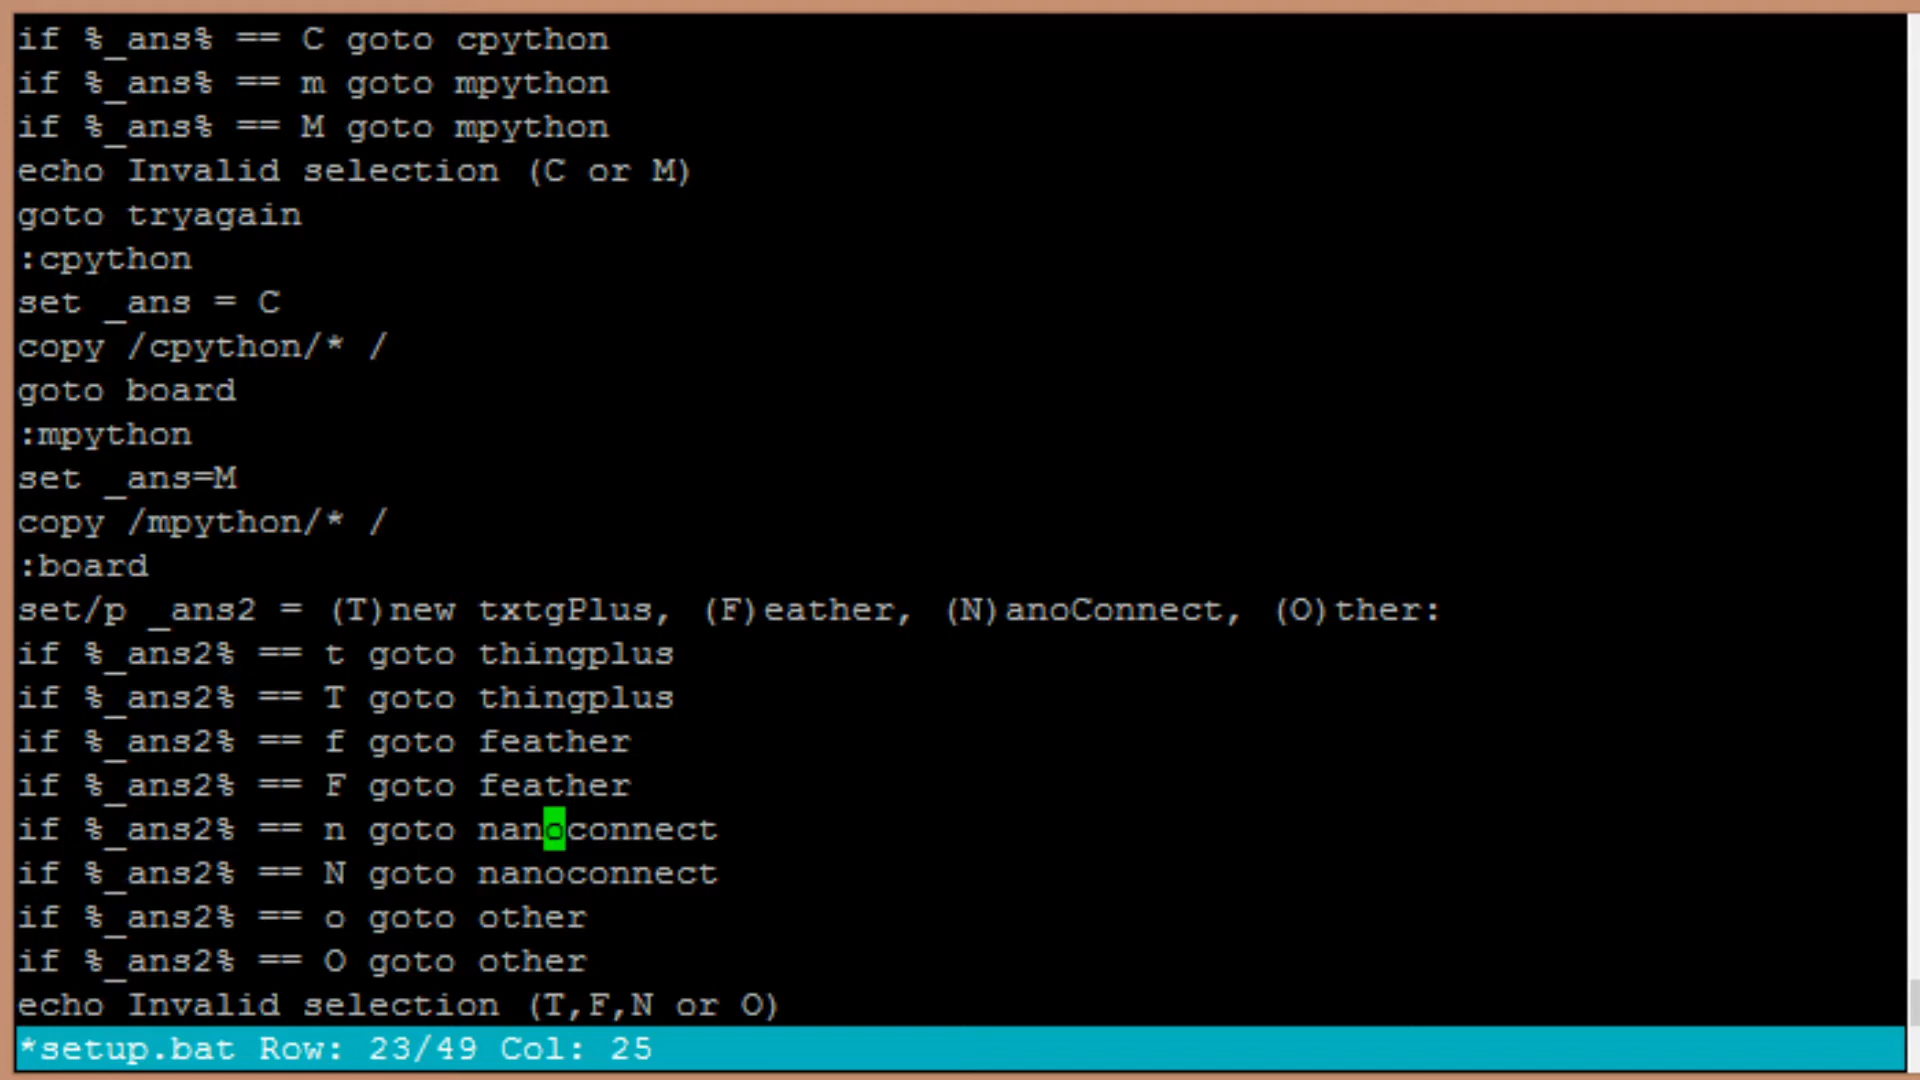 if %_ans% == C goto cpython
if %_ans% == m goto mpython
if %_ans% == M goto mpython
echo Invalid selection (C or M)
goto tryagain
:cpython
set _ans = C
copy /cpython/* /
goto board
:mpython
set _ans=M
copy /mpython/* /
:board
set/p _ans2 = (T)new txtgPlus, (F)eather, (N)anoConnect, (O)ther:
if %_ans2% == t goto thingplus
if %_ans2% == T goto thingplus
if %_ans2% == f goto feather
if %_ans2% == F goto feather
if %_ans2% == n goto nanoconnect
if %_ans2% == N goto nanoconnect
if %_ans2% == o goto other
if %_ans2% == O goto other
echo Invalid selection (T,F,N or O)
*setup.bat Row: 23/49 Col: 25